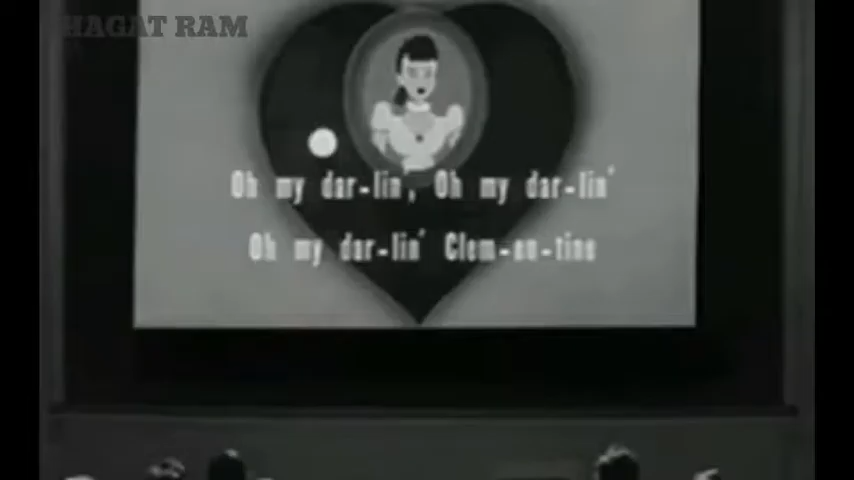 HAGAT RAM
Oh my dar-lin', Oh my dar-lin'
Oh my dar-lin' Clem-en-tine